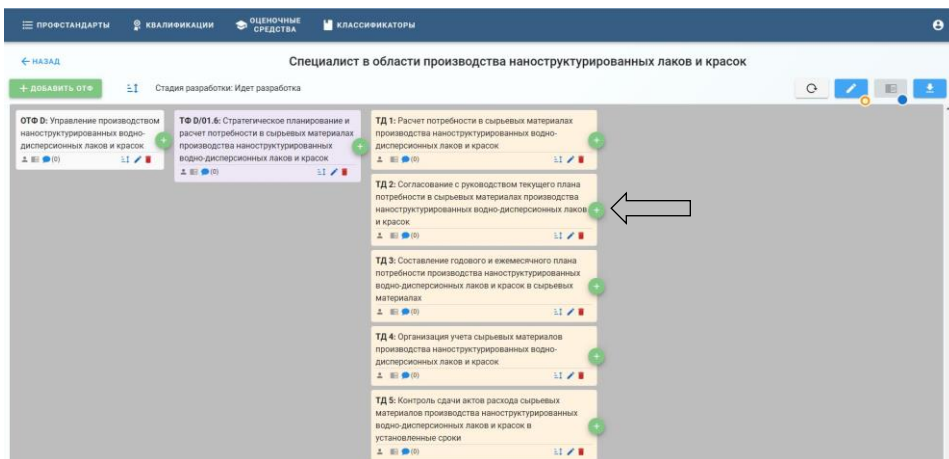 ПРОФСТАНДАРТЫ
КВАЛИФИКАЦИИ
ОЦЕНОЧНЫЕ
СРЕДСТВА
КЛАССИФИКАТОРЫ
НАЗАД
Специалист в области производства наноструктурированных лаков и красок
+ ДОБАВИТЬ ОТФ
Стадия разработки: Идет разработка
ОТФ D: Управление производством
наноструктурированных водно-
дисперсионных лаков и красок
(0)
ТФ D/01.6: Стратегическое планирование и
расчет потребности в сырьевых материалах
производства наноструктурированных
водно-дисперсионных лаков и красок
(0)
ТД 1: Расчет потребности в сырьевых материалах
производства наноструктурированных водно-
дисперсионных лаков и красок
(0)
ТД 2: Согласование с руководством текущего плана
потребности в сырьевых материалах производства
наноструктурированных водно-дисперсионных лаков
и красок
(0)
ТД 3: Составление годового и ежемесячного плана
потребности производства наноструктурированных
водно-дисперсионных лаков и красок в сырьевых
материалах
(0)
ТД 4: Организация учета сырьевых материалов
производства наноструктурированных водно-
дисперсионных лаков и красок
(0)
ТД 5: Контроль сдачи актов расхода сырьевых
материалов производства наноструктурированных
водно-дисперсионных лаков и красок в
установленные сроки
(0)